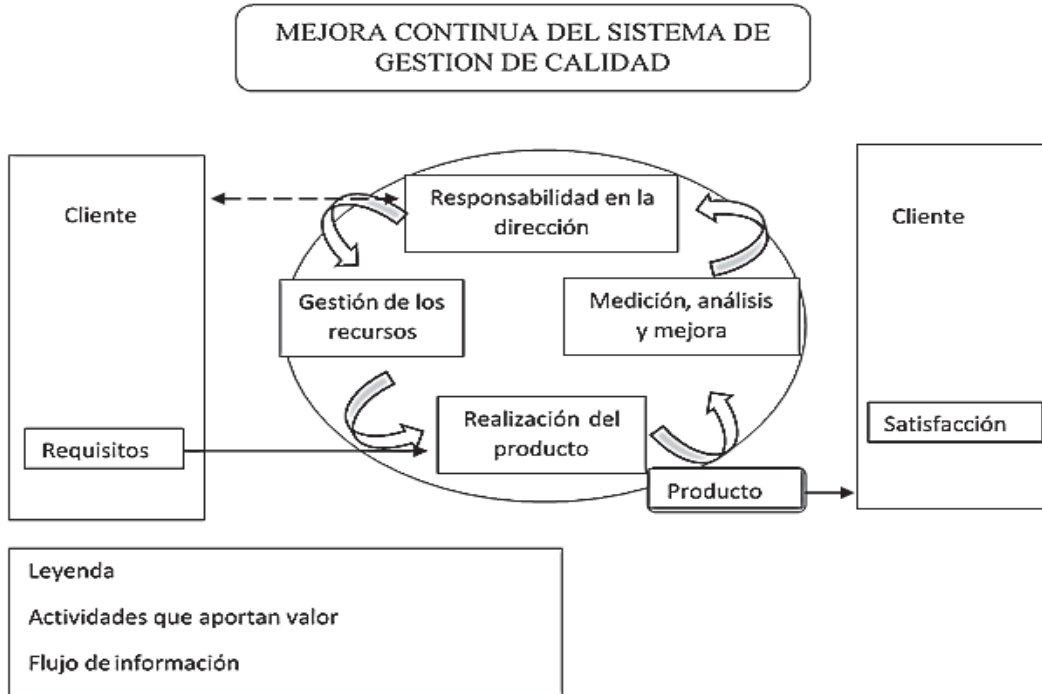 MEJORA CONTINUA DEL SISTEMA DE
GESTION DE CALIDAD
Cliente
Responsabilidad en la
dirección
Cliente
Gestión de los
recursos
Medición, análisis
y mejora
Requisitos
Realización del
producto
Satisfacción
Producto
Leyenda
Actividades que aportan valor
Flujo de información